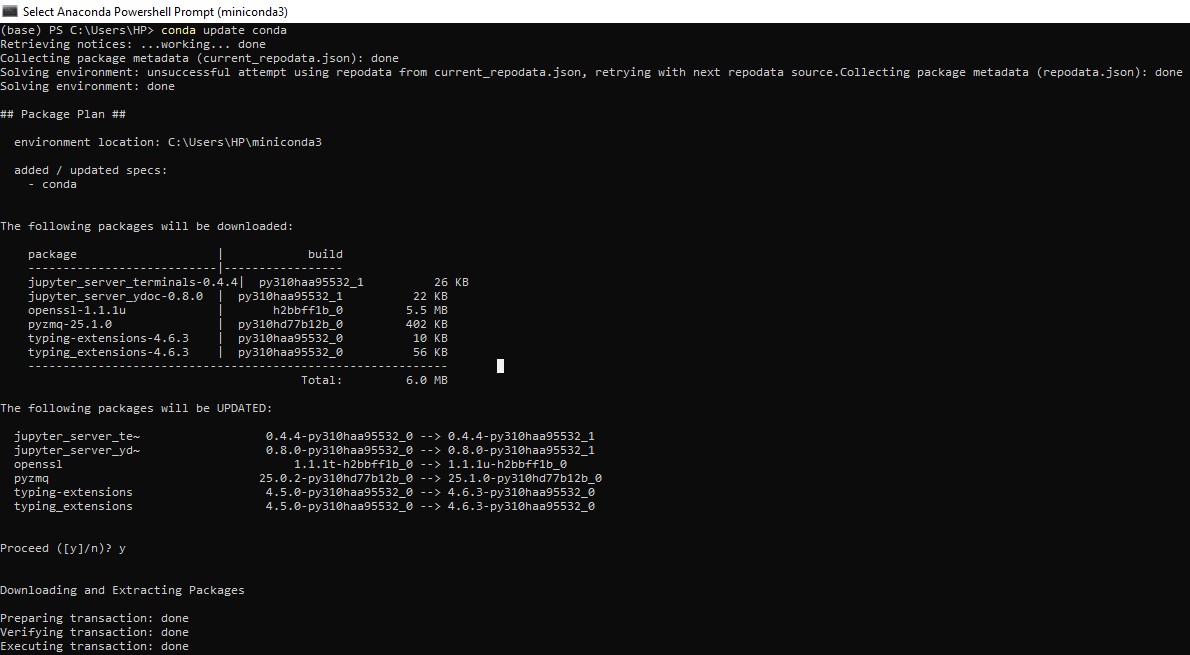 Select Anaconda Powershell Prompt (miniconda3)
(base) PS C:\Users\HP> conda update conda
Retrieving notices: ...working... done
Collecting package metadata (current_repodata.json): done
Solving environment: unsuccessful attempt using repodata from current_repodata.json, retrying with next repodata source.Collecting package metadata (repodata.json): done
Solving environment: done
## Package Plan ##
environment location: C:\Users\HP\miniconda3
added / updated specs:
- conda
The following packages will be downloaded:
package | build
---------------------------|-----------------
jupyter_server_terminals-0.4.4| py310haa95532_1 26 KB
jupyter_server_ydoc-0.8.0 | py310haa95532_1 22 KB
openssl-1.1.1u | h2bbff1b_0 5.5 MB
pyzmq-25.1.0 | py310hd77b12b_0 402 KB
typing-extensions-4.6.3 | py310haa95532_0 10 KB
typing_extensions-4.6.3 | py310haa95532_0 56 KB
------------------------------------------------------------
Total: 6.0 MB
The following packages will be UPDATED:
jupyter_server_te~ 0.4.4-py310haa95532_0 --> 0.4.4-py310haa95532_1
jupyter_server_yd~ 0.8.0-py310haa95532_0 --> 0.8.0-py310haa95532_1
openssl 1.1.1t-h2bbff1b_0 --> 1.1.1u-h2bbff1b_0
pyzmq 25.0.2-py310hd77b12b_0 --> 25.1.0-py310hd77b12b_0
typing-extensions 4.5.0-py310haa95532_0 --> 4.6.3-py310haa95532_0
typing_extensions 4.5.0-py310haa95532_0 --> 4.6.3-py310haa95532_0
Proceed ([y]/n)? y
Downloading and Extracting Packages
Preparing transaction: done
Verifying transaction: done
Executing transaction: done